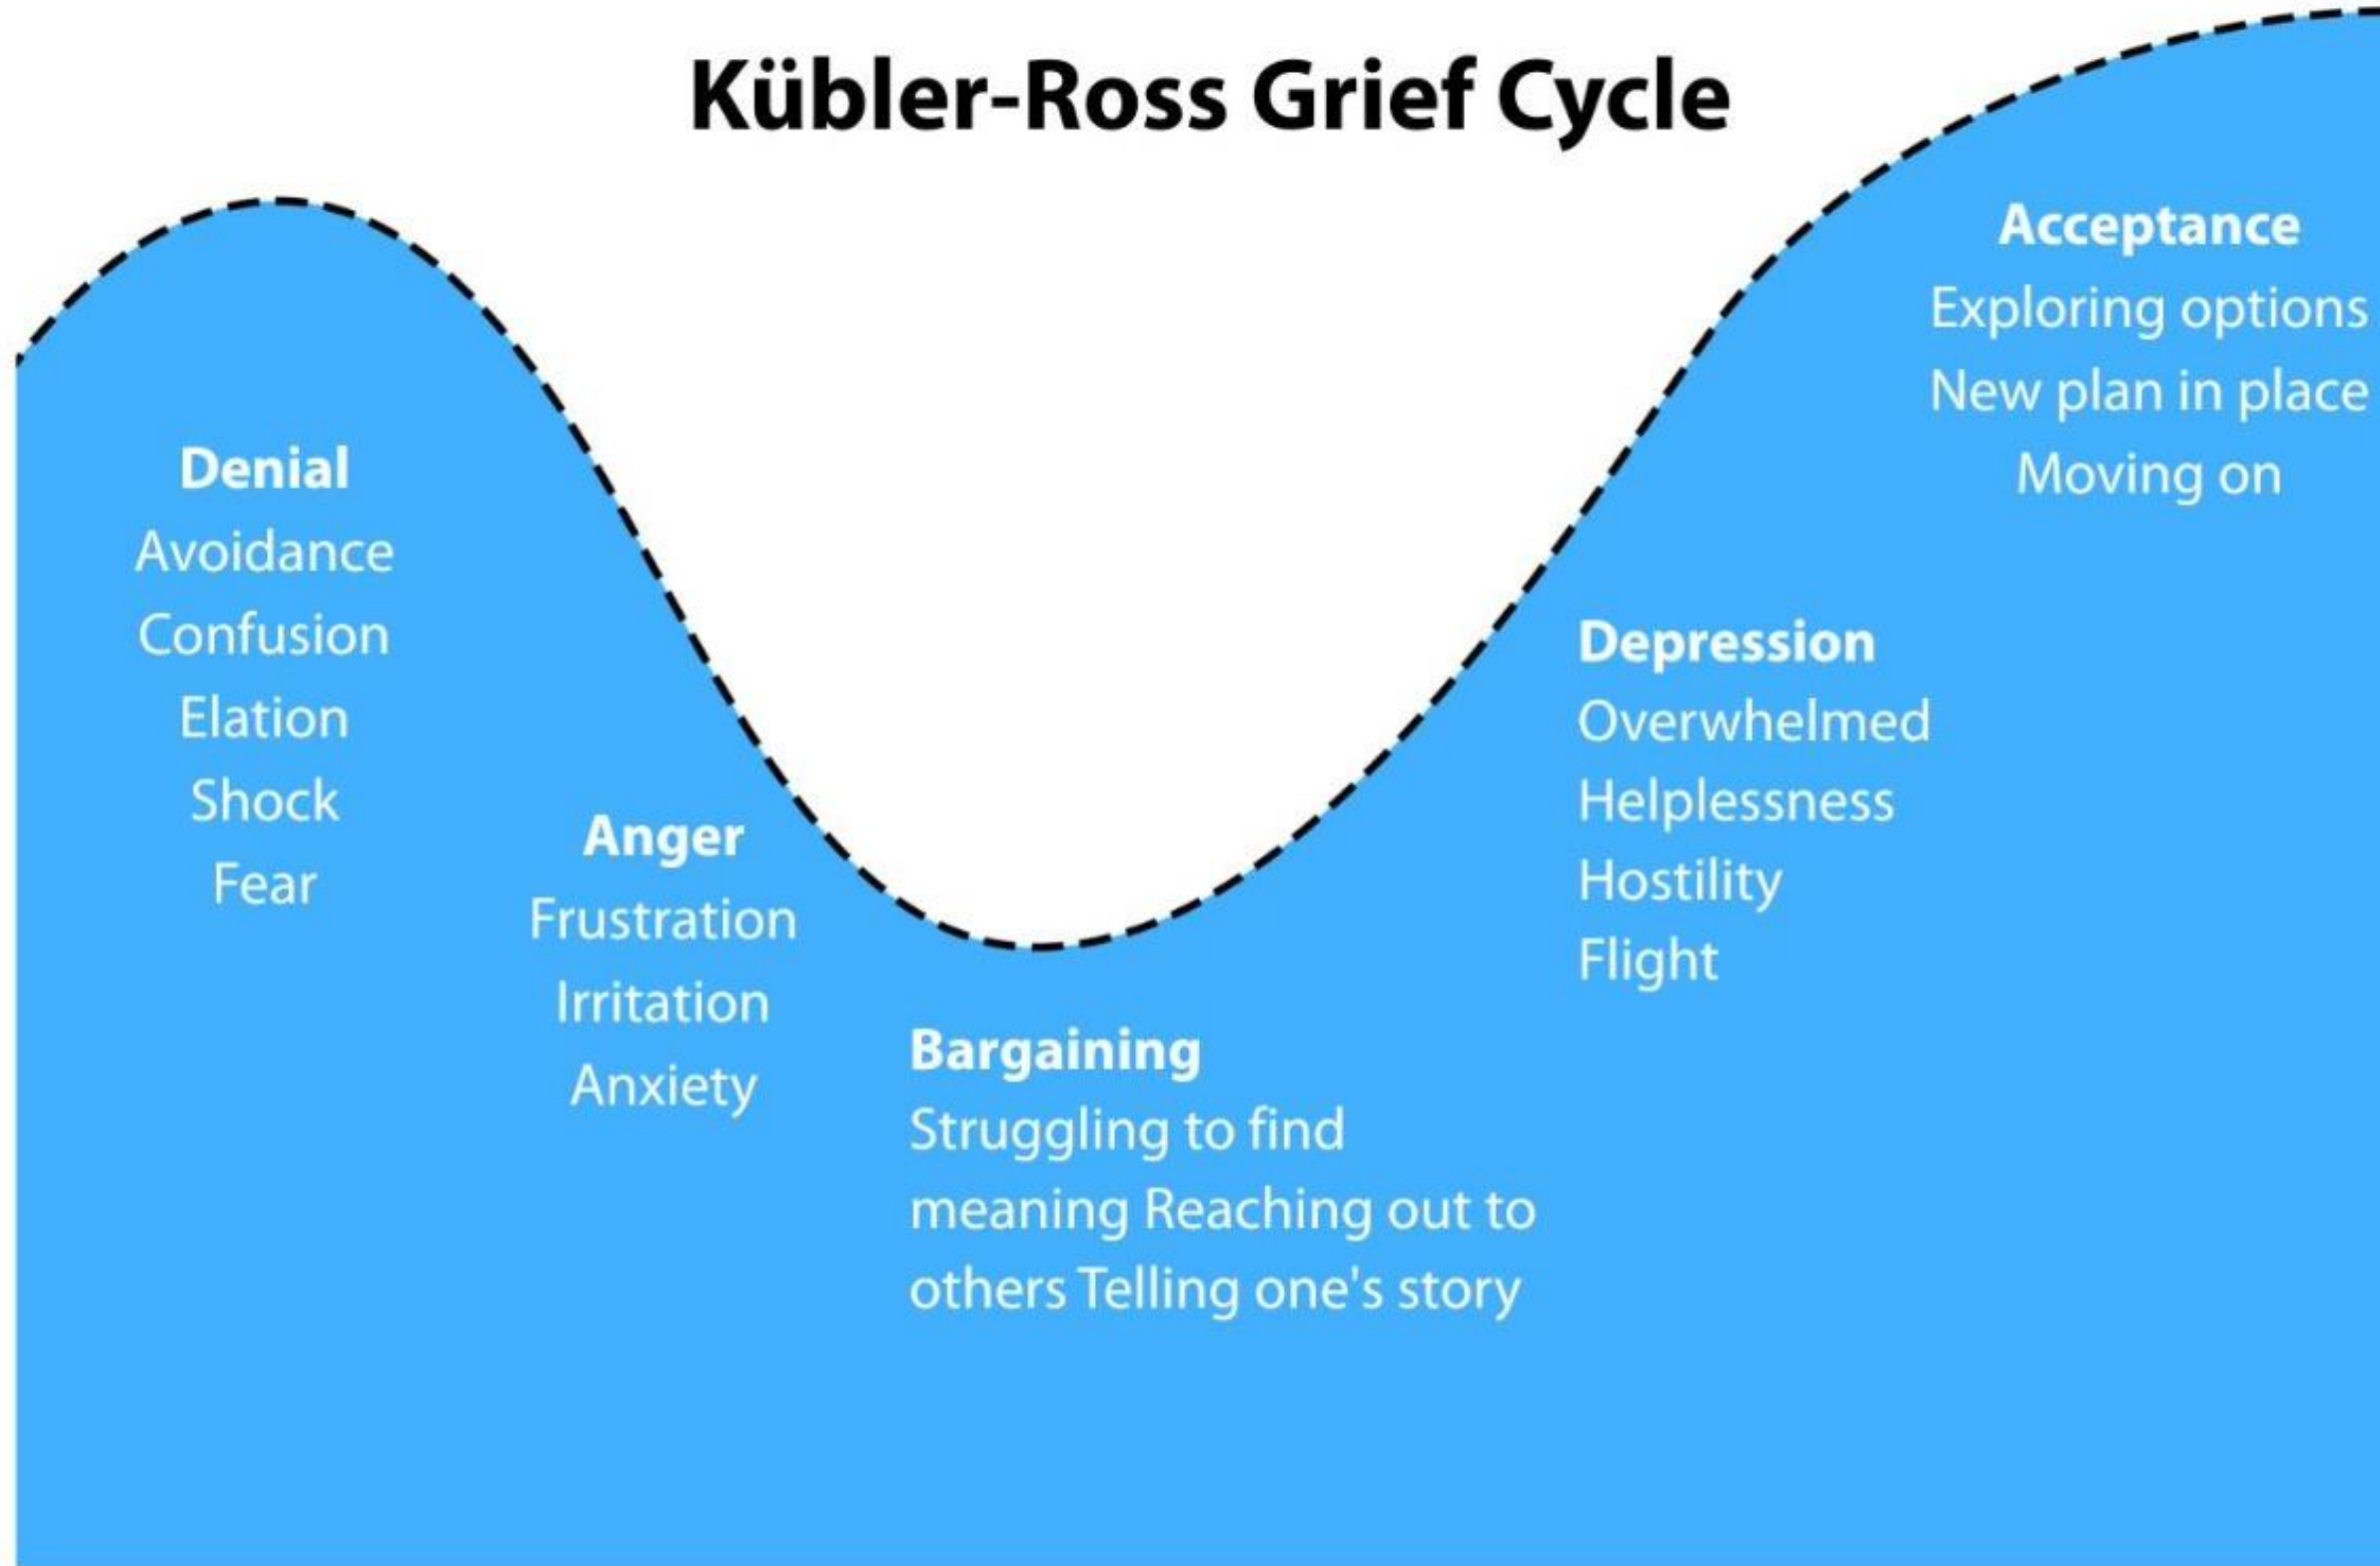 Kübler-Ross Grief Cycle
Denial
Avoidance
Confusion
Elation
Shock
Fear
Anger
Frustration
Irritation
Anxiety
Bargaining
Struggling to find
meaning Reaching out to
others Telling one's story
Depression
Overwhelmed
Helplessness
Hostility
Flight
Acceptance
Exploring options
New plan in place
Moving on